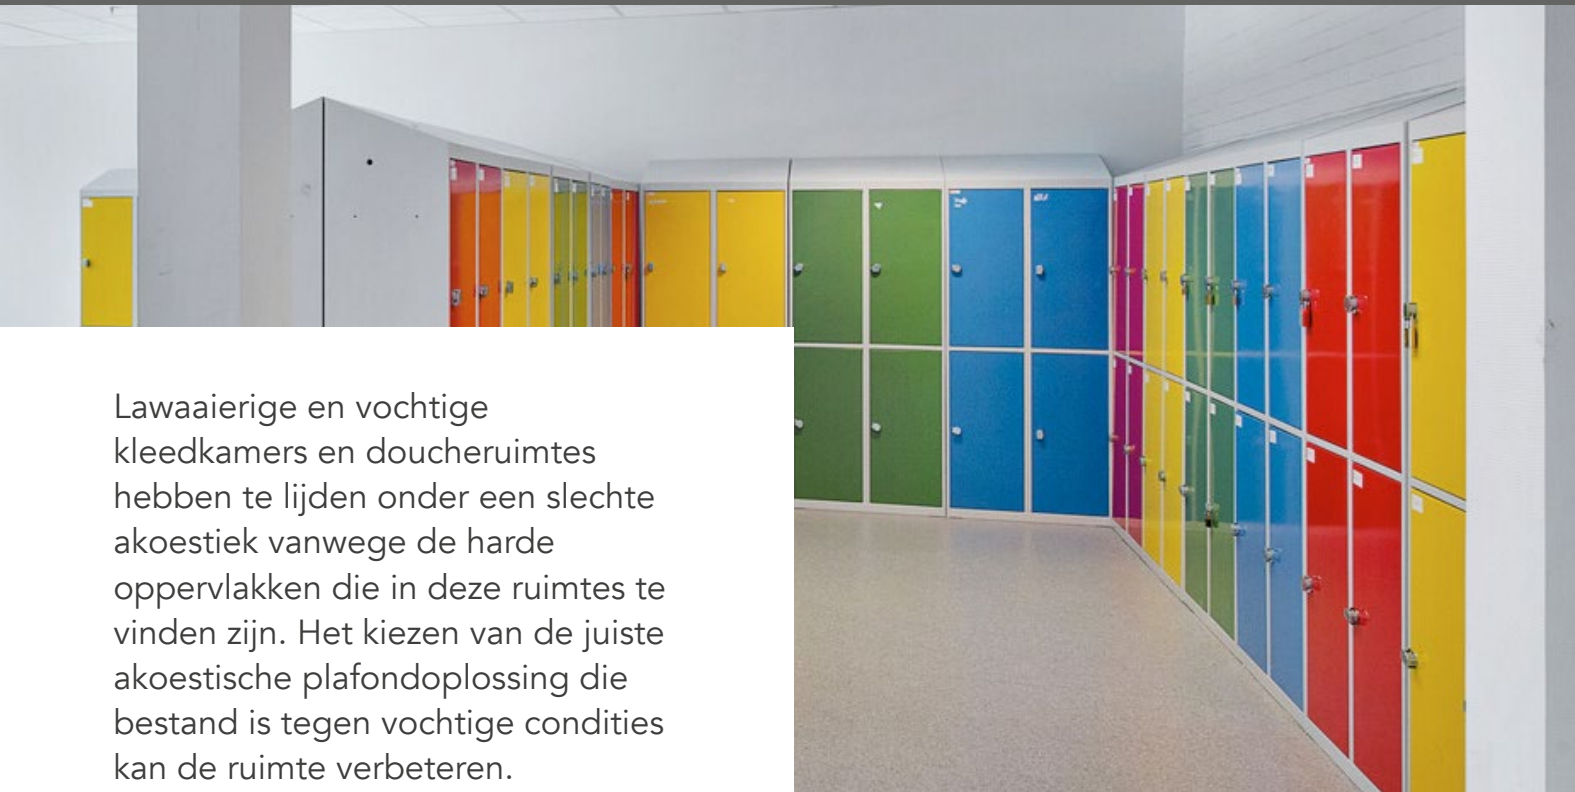 Lawaaierige en vochtige
kleedkamers en doucheruimtes
hebben te lijden onder een slechte
akoestiek vanwege de harde
oppervlakken die in deze ruimtes te
vinden zijn. Het kiezen van de juiste
akoestische plafondoplossing die
bestand is tegen vochtige condities
kan de ruimte verbeteren.